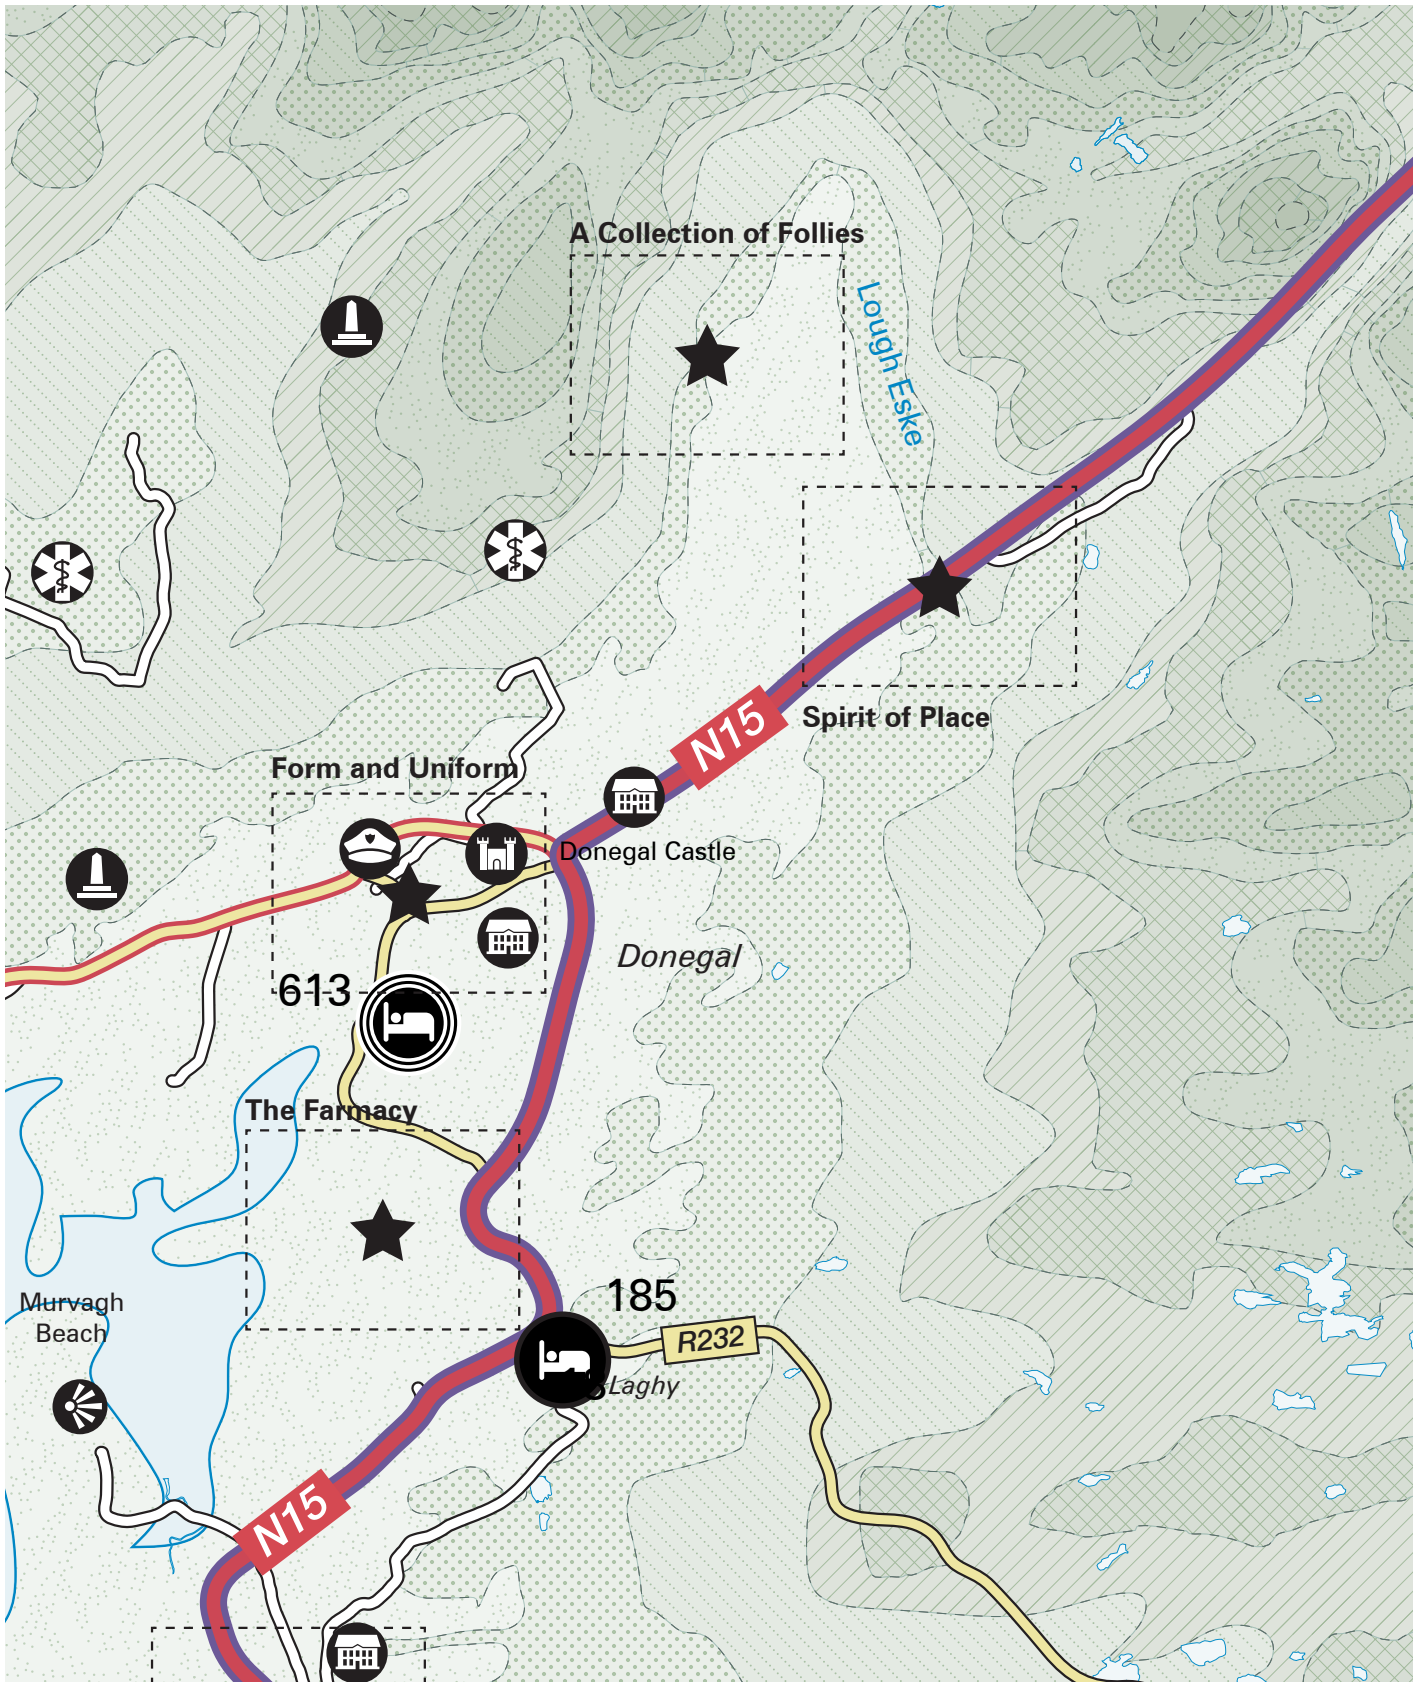 A Collection of Follies
Lough Eske
N15
Spirit of Place
Form and Uniform
Donegal Castle
Donegal
613
The Farmacy
185
Murvagh
Beach
R232
Laghy
N15